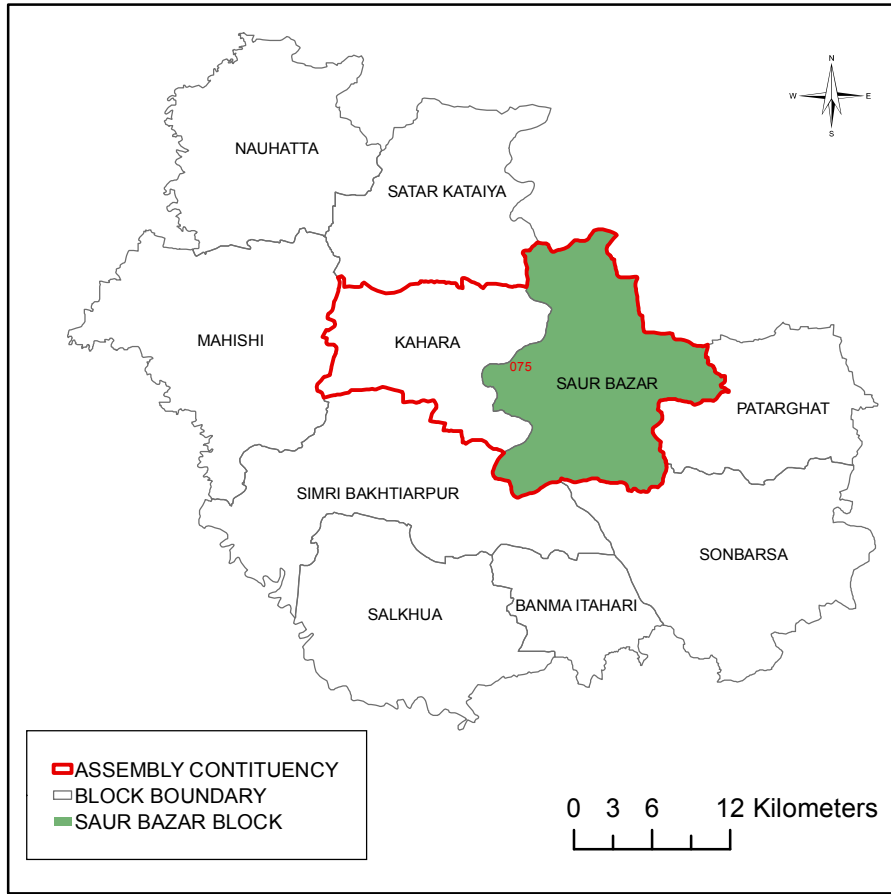 N
W E
S
NAUHATTA
SATAR KATAIYA
MAHISHI
KAHARA
075
SAUR BAZAR
PATARGHAT
SIMRI BAKHTIARPUR
SONBARSA
SALKHUA
BANMA ITAHARI
ASSEMBLY CONTITUENCY
BLOCK BOUNDARY
SAUR BAZAR BLOCK
0 3 6 12 Kilometers